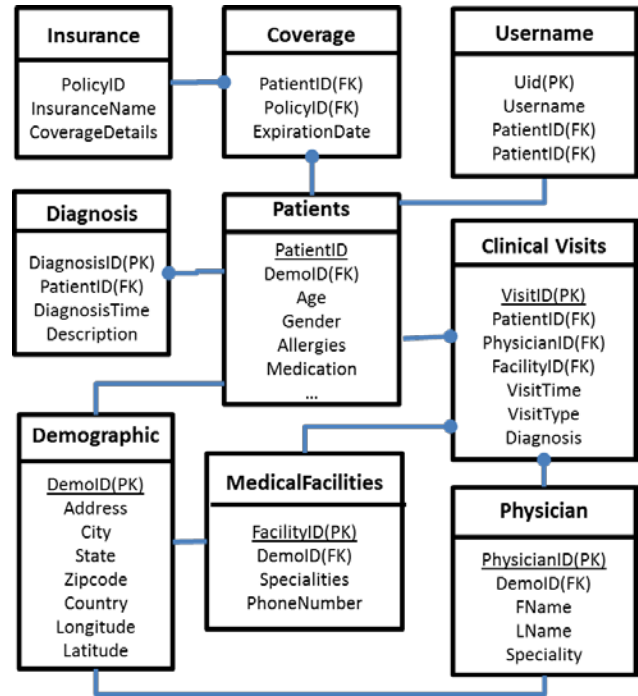 Insurance
PolicyID
InsuranceName
CoverageDetails
Coverage
PatientID(FK)
PolicyID(FK)
ExpirationDate
Username
Uid(PK)
Username
PatientID(FK)
PatientID(FK)
Diagnosis
DiagnosisID(PK)
PatientID(FK)
DiagnosisTime
Description
Patients
PatientID
DemoID(FK)
Age
Gender
Allergies
Medication
...
Clinical Visits
VisitID(PK)
PatientID(FK)
PhysicianID(FK)
FacilityID(FK)
VisitTime
VisitType
Diagnosis
Demographic
DemoID(PK)
Address
City
State
Zipcode
Country
Longitude
Latitude
MedicalFacilities
FacilityID(PK)
DemoID(FK)
Specialities
PhoneNumber
Physician
PhysicianID(PK)
DemoID(FK)
FName
LName
Speciality